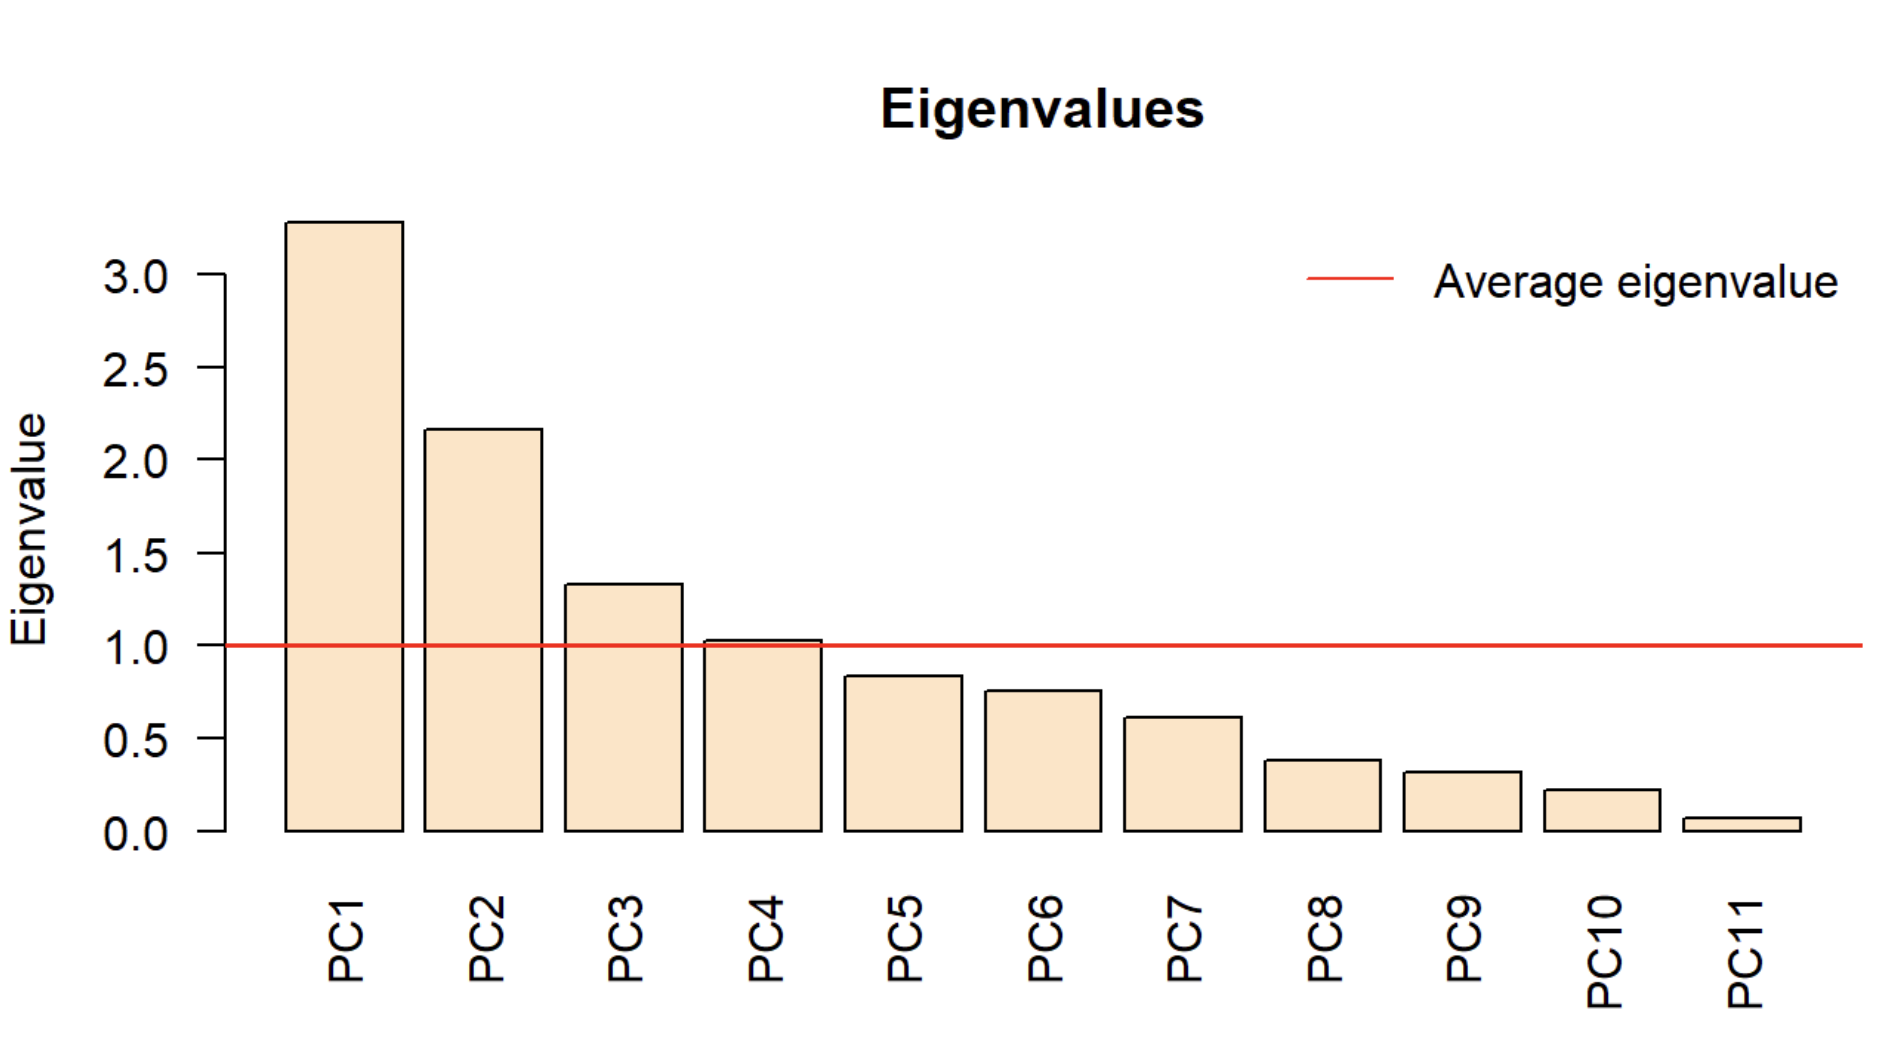 Eigenvalues
Average eigenvalue
Eigenvalue
3.0
2.5
2.0
1.5
1.0
0.5
0.0
PC1
PC2
PC3
PC4
PC5
PC6
PC7
PC8
PC9
PC10
PC11